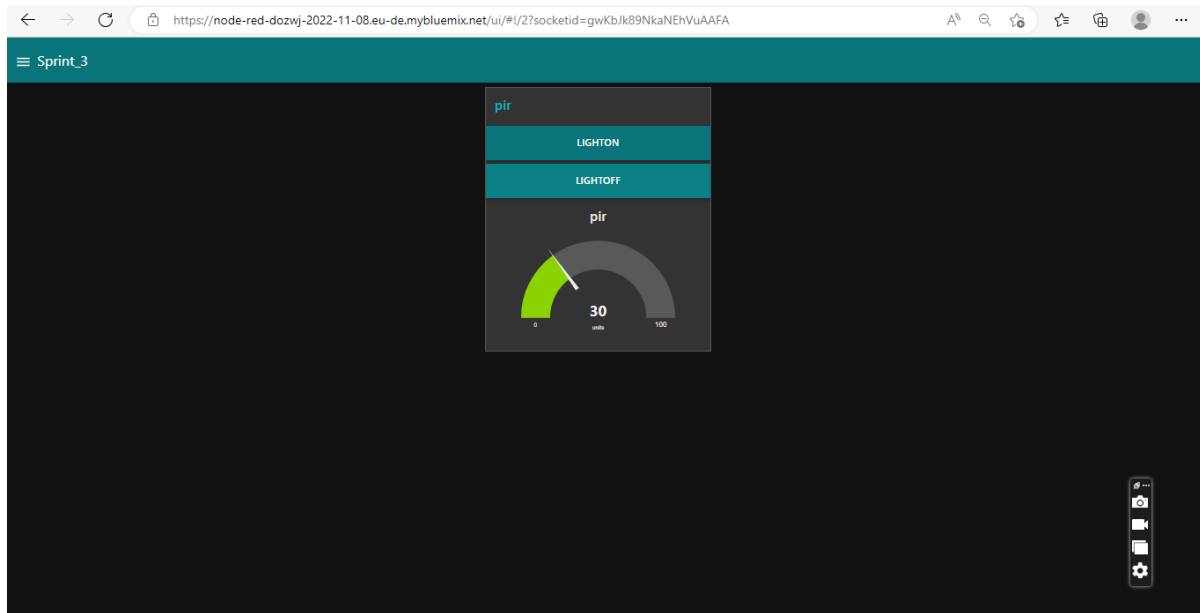 https://node-red-dozwj-2022-11-08.eu-de.mybluemix.net/ui/#!/2?socketid=gwKbJk89NkaNEhVuAAFA
Sprint_3
pir
LIGHTON
LIGHTOFF
pir
30
units
0
100